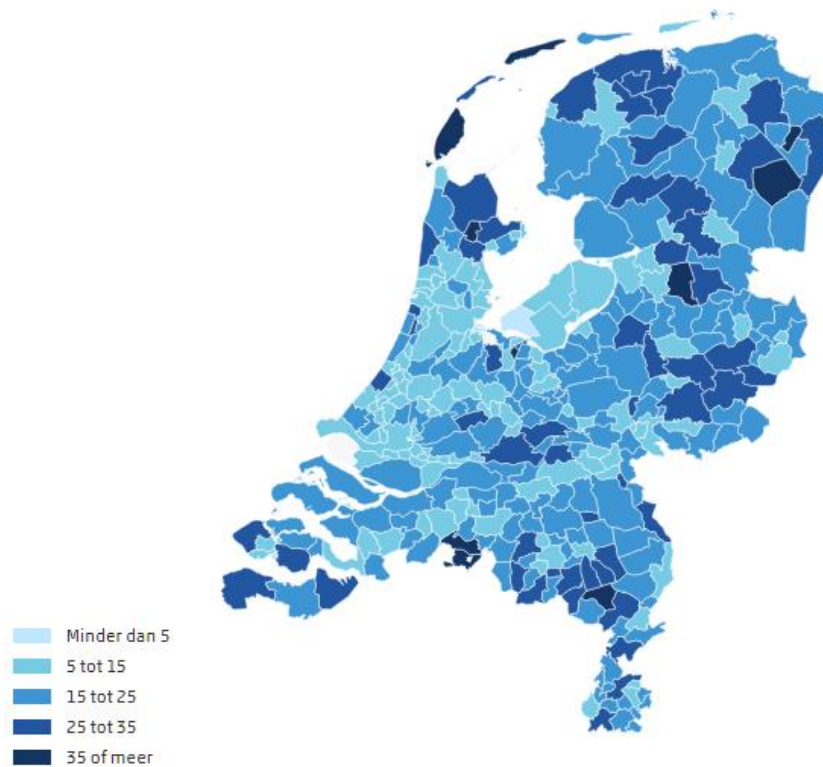 Minder dan 5
5 tot 15
15 tot 25
25 tot 35
35 of meer